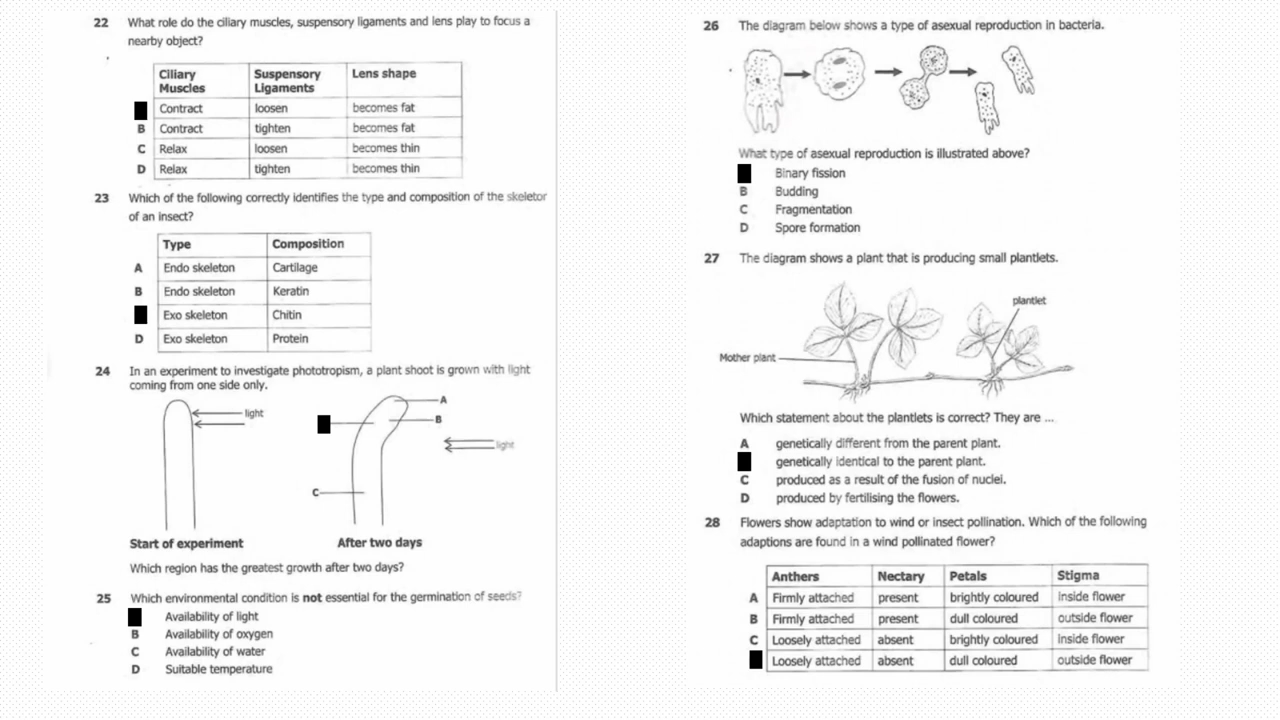 22 What role do the ciliary muscles, suspensory ligaments and lens play to focus a
nearby object?
Ciliary Muscles Suspensory Ligaments Lens shape
Contract loosen becomes fat
B Contract tighten becomes fat
C Relax loosen becomes thin
D Relax tighten becomes thin
23 Which of the following correctly identifies the type and composition of the skeletor
of an insect?
Type Composition
A Endo skeleton Cartilage
B Endo skeleton Keratin
Exo skeleton Chitin
D Exo skeleton Protein
24 In an experiment to investigate phototropism, a plant shoot is grown with light
coming from one side only.
light
A
B
light
C
Start of experiment After two days
Which region has the greatest growth after two days?
25 Which environmental condition is not essential for the germination of seeds?
Availability of light
B Availability of oxygen
C Availability of water
D Suitable temperature
26 The diagram below shows a type of asexual reproduction in bacteria.
What type of asexual reproduction is illustrated above?
Binary fission
B Budding
C Fragmentation
D Spore formation
27 The diagram shows a plant that is producing small plantlets.
plantlet
Mother plant
Which statement about the plantlets is correct? They are ...
A genetically different from the parent plant.
genetically identical to the parent plant.
C produced as a result of the fusion of nuclei.
D produced by fertilising the flowers.
28 Flowers show adaptation to wind or insect pollination. Which of the following
adaptions are found in a wind pollinated flower?
Anthers Nectary Petals Stigma
A Firmly attached present brightly coloured inside flower
B Firmly attached present dull coloured outside flower
C Loosely attached absent brightly coloured inside flower
Loosely attached absent dull coloured outside flower